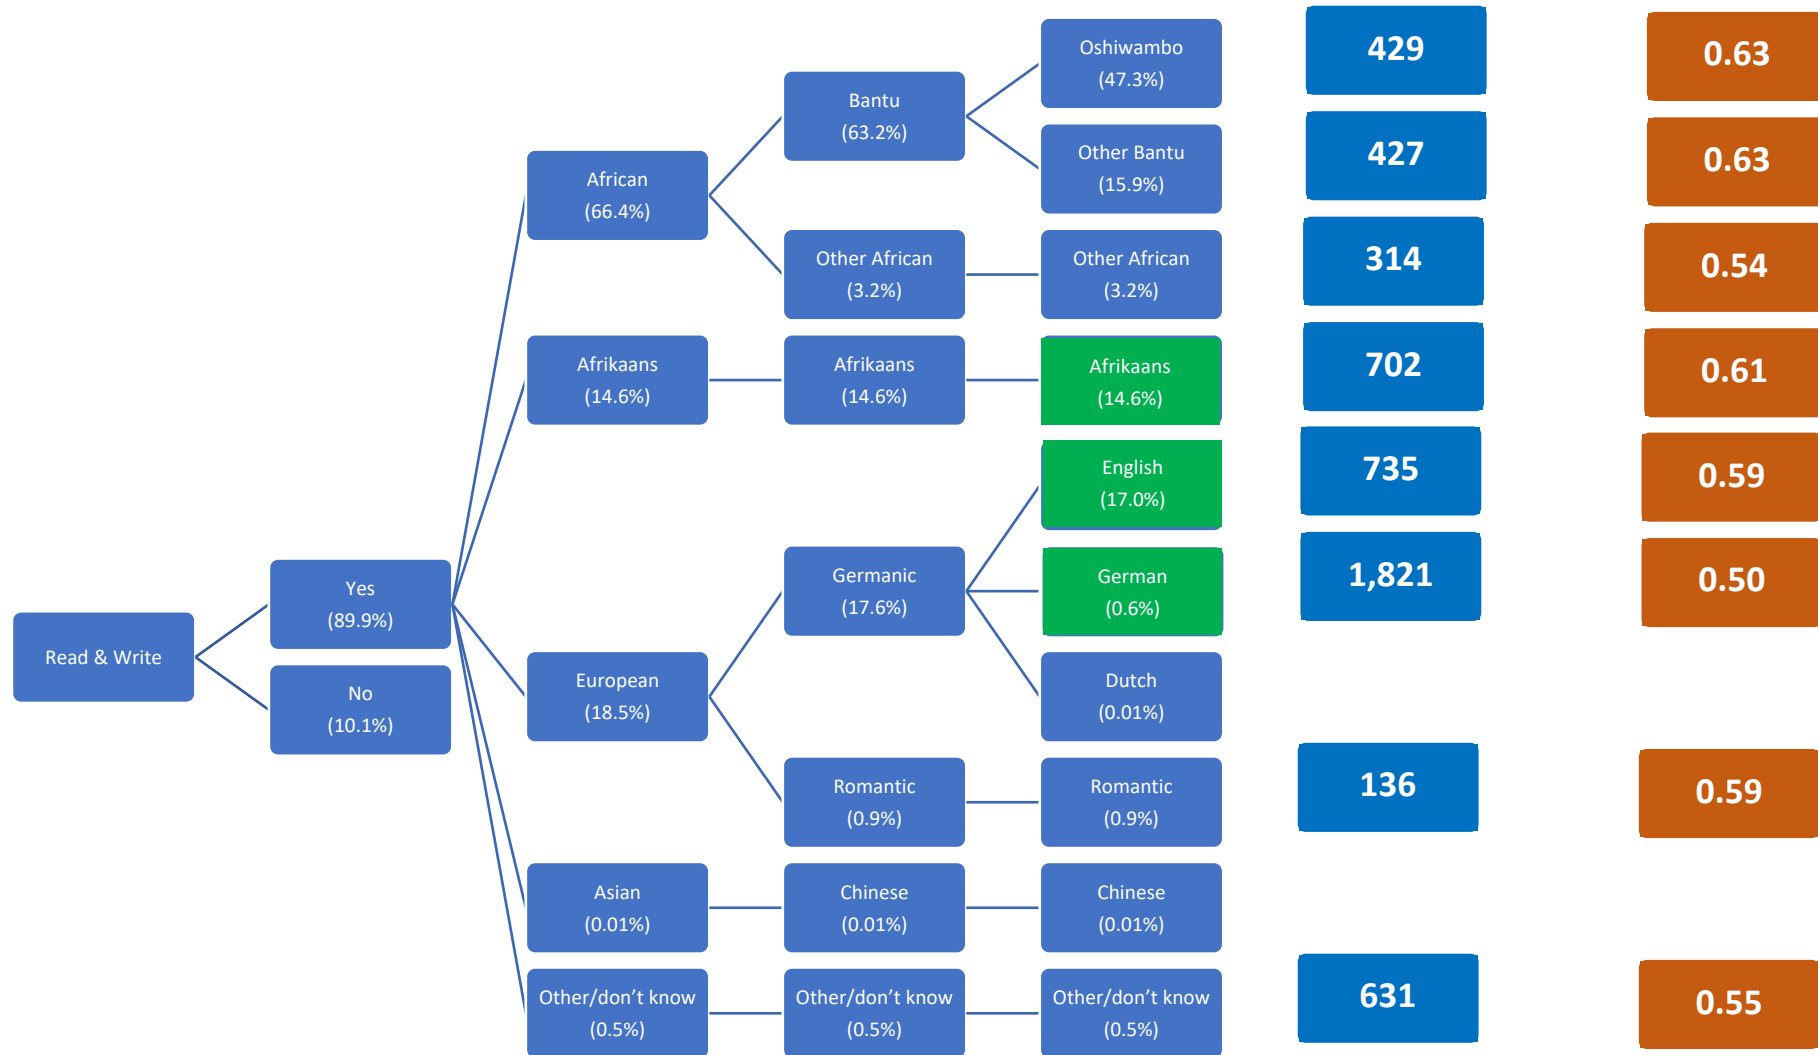 Read & Write
Yes
(89.9%)
No
(10.1%)
African
(66.4%)
Afrikaans
(14.6%)
European
(18.5%)
Asian
(0.01%)
Other/don’t know
(0.5%)
Bantu
(63.2%)
Other African
(3.2%)
Afrikaans
(14.6%)
Germanic
(17.6%)
Romantic
(0.9%)
Chinese
(0.01%)
Other/don’t know
(0.5%)
Oshiwambo
(47.3%)
Other Bantu
(15.9%)
Other African
(3.2%)
Afrikaans
(14.6%)
English
(17.0%)
German
(0.6%)
Dutch
(0.01%)
Romantic
(0.9%)
Chinese
(0.01%)
Other/don’t know
(0.5%)
429
427
314
702
735
1,821
136
631
0.63
0.63
0.54
0.61
0.59
0.50
0.59
0.55